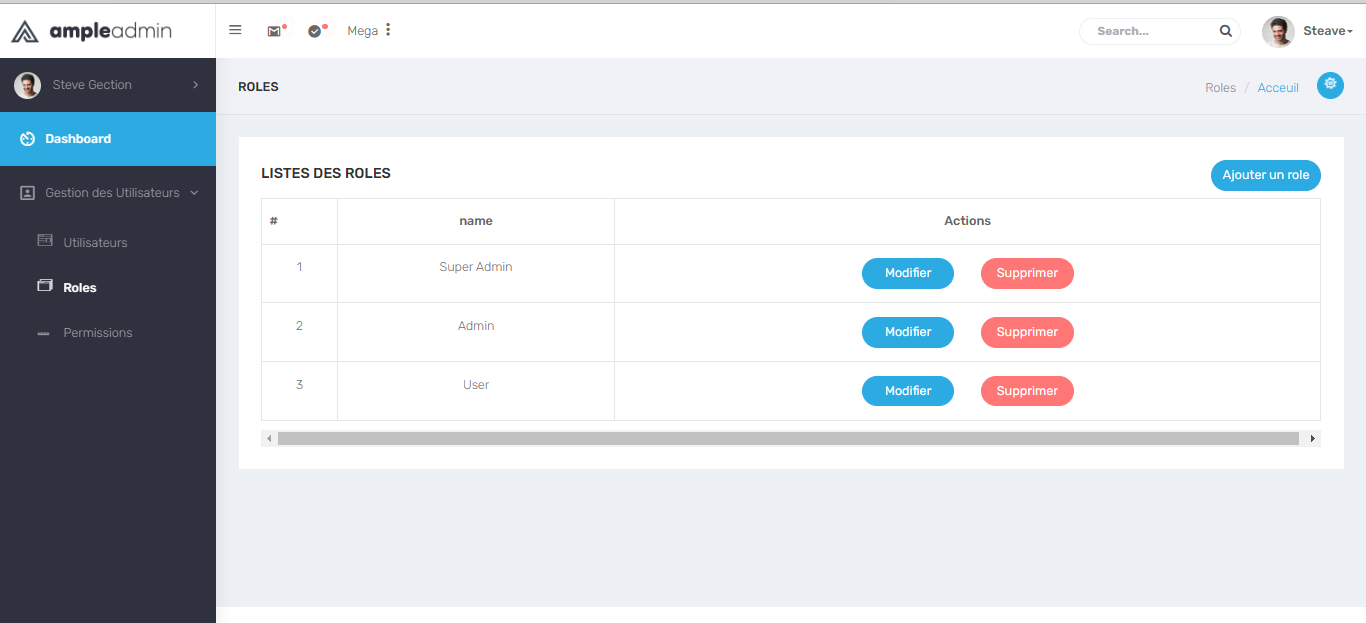 ampleadmin
Mega
Search...
Steave
Steve Gection
Dashboard
Gestion des Utilisateurs
Utilisateurs
Roles
Permissions
ROLES
Roles / Acceuil
LISTES DES ROLES
Ajouter un role
# name Actions
1 Super Admin Modifier Supprimer
2 Admin Modifier Supprimer
3 User Modifier Supprimer